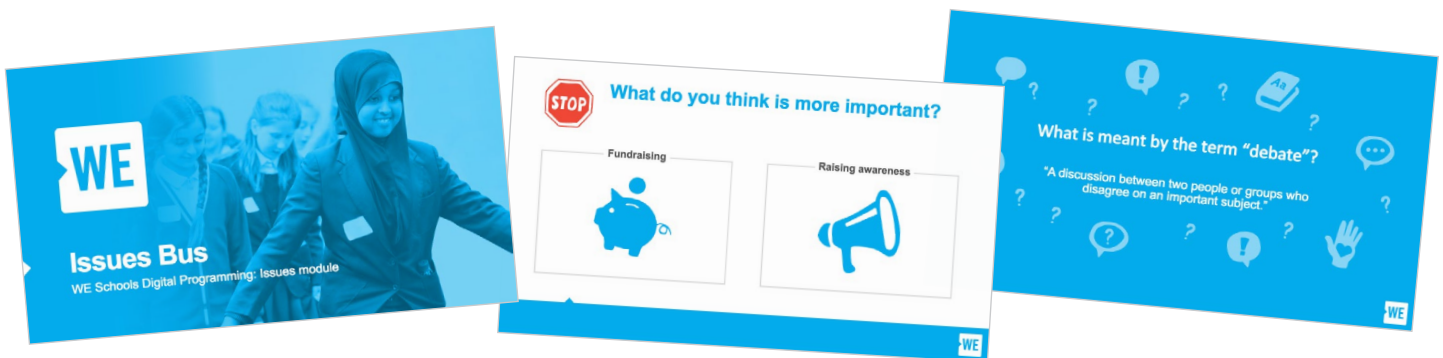 WE
Issues Bus
WE Schools Digital Programming: Issues module
STOP
What do you think is more important?
Fundraising
Raising awareness
WE
Aa
What is meant by the term “debate”?
"A discussion between two people or groups who
disagree on an important subject."
WE